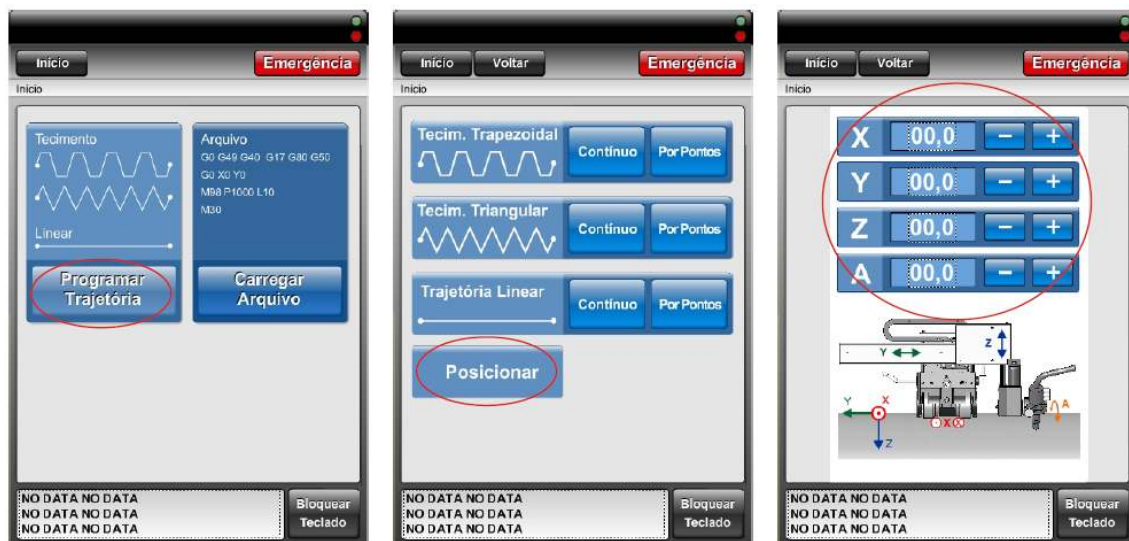 Início
Emergência
Início
Tecimento
Linear
Programar
Trajetória
Arquivo
G0 G49 G40 G17 G80 G50
G0 X0 Y0
M98 P1000 L10
M30
Carregar
Arquivo
NO DATA NO DATA
NO DATA NO DATA
NO DATA NO DATA
Bloquear
Teclado
Início Voltar
Emergência
Início
Tecim. Trapezoidal
Contínuo Por Pontos
Tecim. Triangular
Contínuo Por Pontos
Trajetória Linear
Contínuo Por Pontos
Posicionar
NO DATA NO DATA
NO DATA NO DATA
NO DATA NO DATA
Bloquear
Teclado
Início Voltar
Emergência
Início
X 00,0 − +
Y 00,0 − +
Z 00,0 − +
A 00,0 − +
Y
Z
A
Y
X
X
Z
NO DATA NO DATA
NO DATA NO DATA
NO DATA NO DATA
Bloquear
Teclado